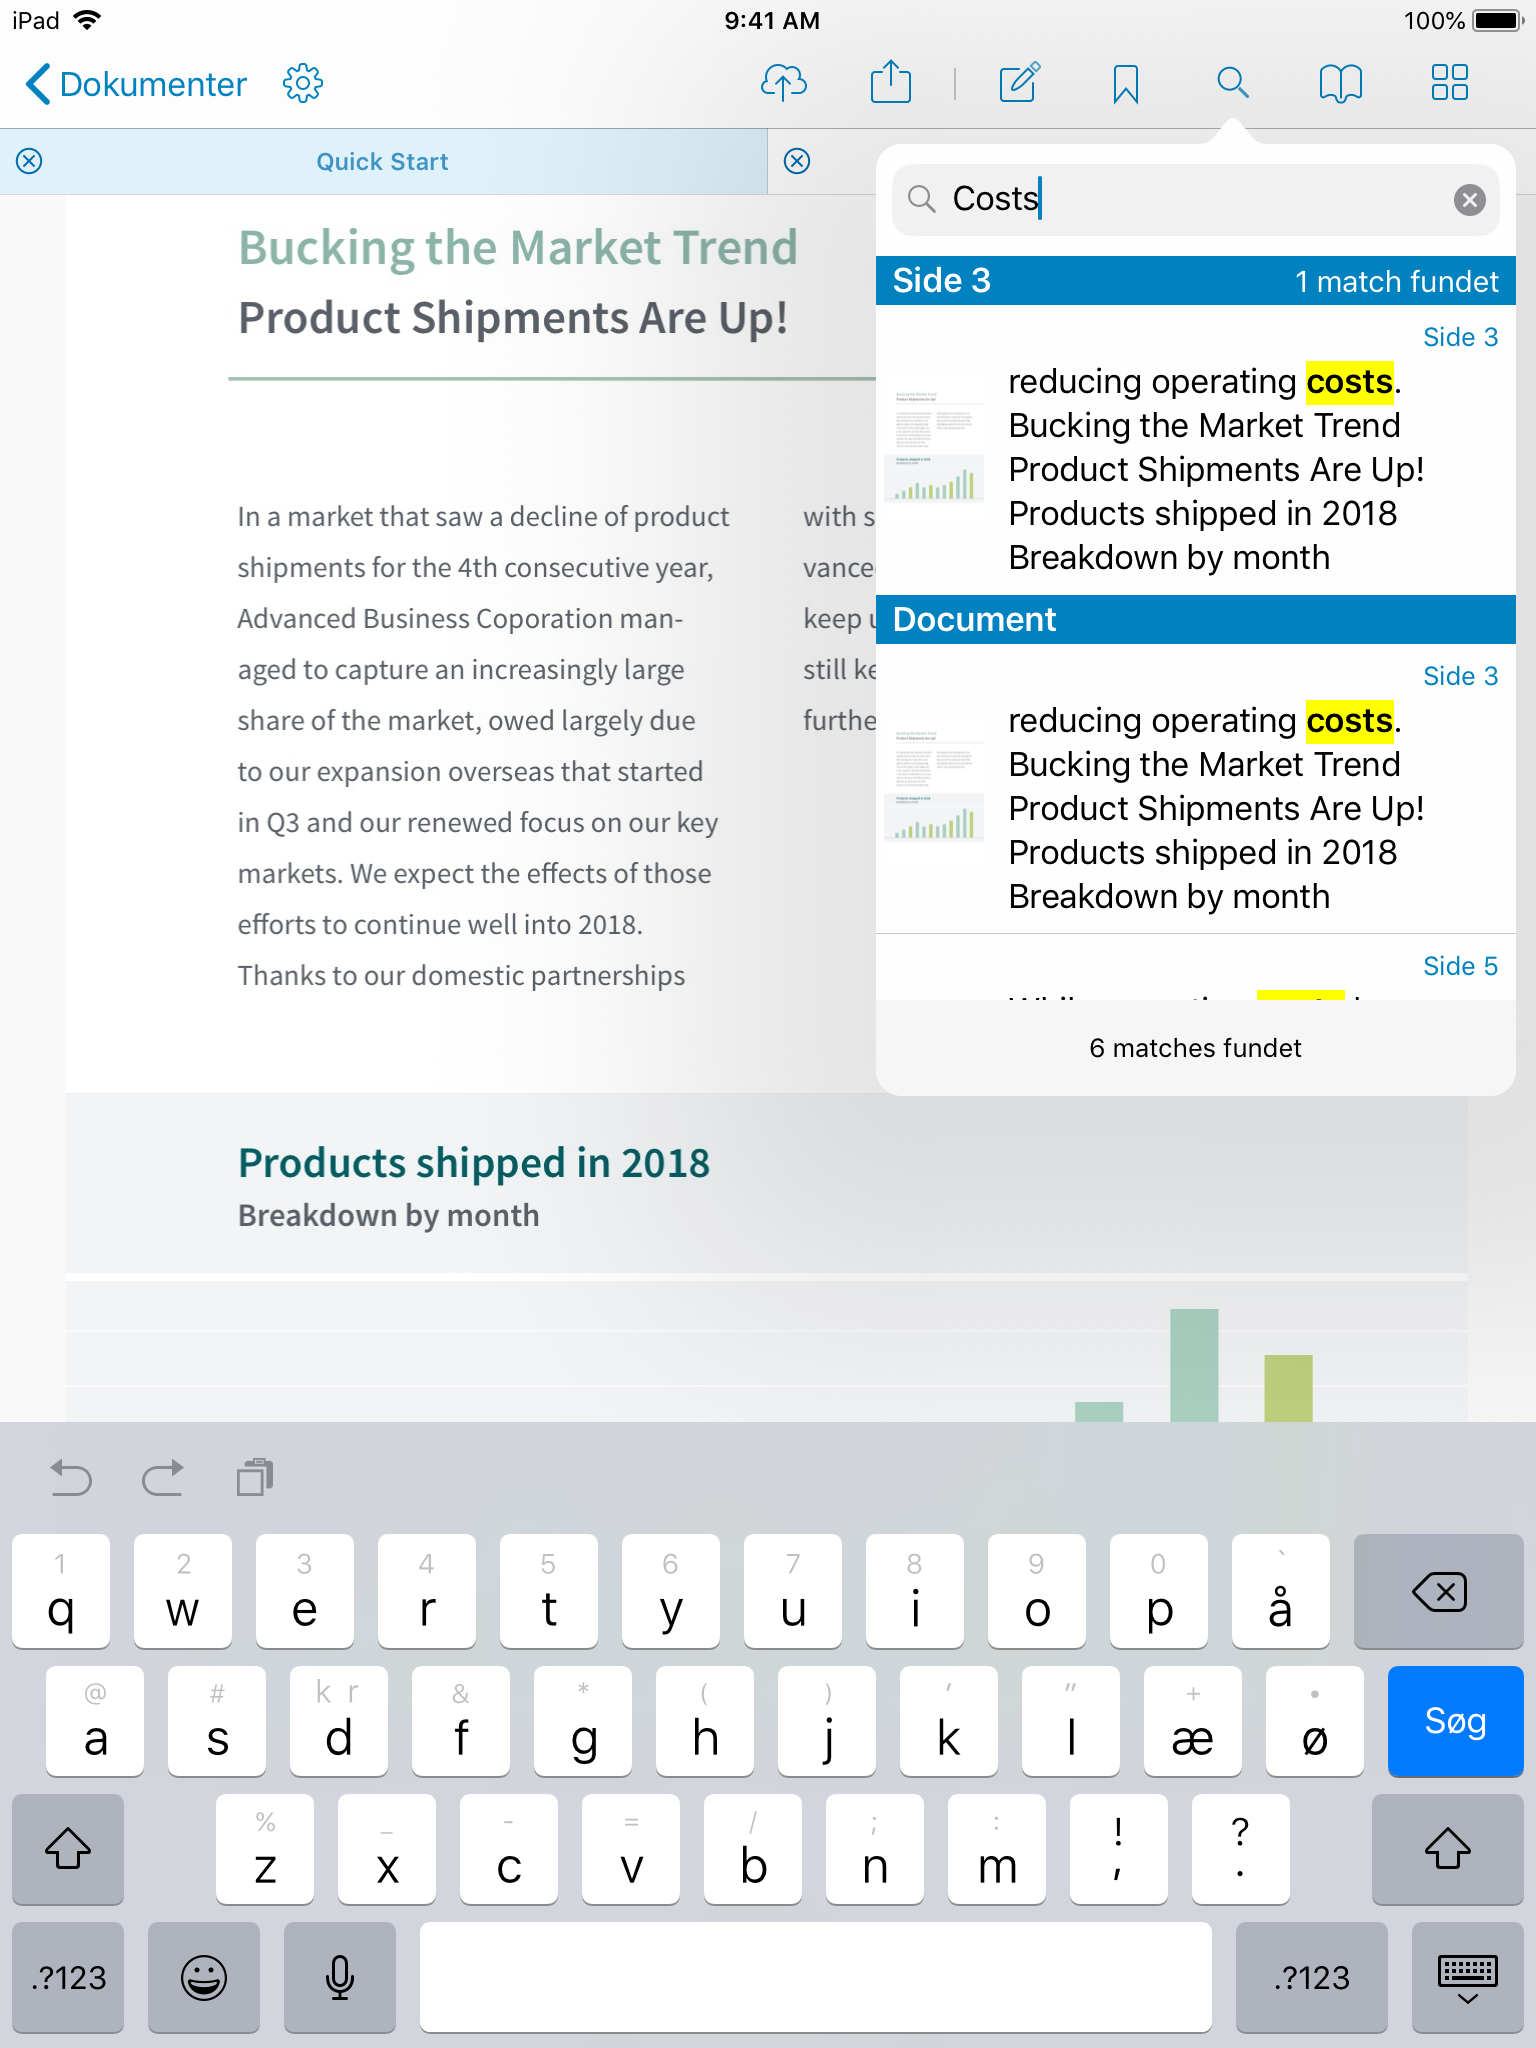 iPad
9:41 AM
100%
Dokumenter
Quick Start
Costs
Side 3
1 match fundet
Side 3
reducing operating costs.
Bucking the Market Trend
Product Shipments Are Up!
Products shipped in 2018
Breakdown by month
Document
Side 3
reducing operating costs.
Bucking the Market Trend
Product Shipments Are Up!
Products shipped in 2018
Breakdown by month
Side 5
6 matches fundet
Bucking the Market Trend
Product Shipments Are Up!
In a market that saw a decline of product
shipments for the 4th consecutive year,
Advanced Business Coporation man-
aged to capture an increasingly large
share of the market, owed largely due
to our expansion overseas that started
in Q3 and our renewed focus on our key
markets. We expect the effects of those
efforts to continue well into 2018.
Thanks to our domestic partnerships
with s
vance
keep u
still ke
furthe
Products shipped in 2018
Breakdown by month
1 2 3 4 5 6 7 8 9 0 `
q w e r t y u i o p å
@ # k r & * ( ) ' " + •
a s d f g h j k l æ ø Søg
% _ - = / ; : ! ?
z x c v b n m , .
.?123 .?123